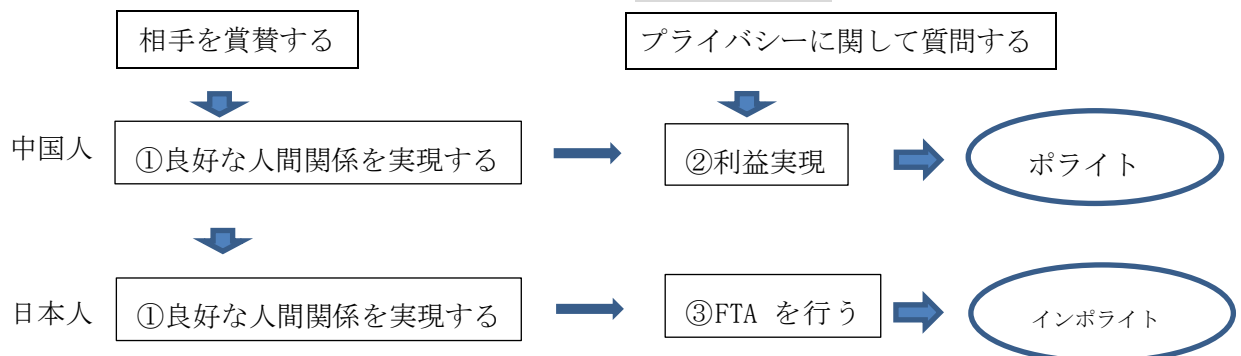 相手を賞賛する
プライバシーに関して質問する
中国人
①良好な人間関係を実現する
②利益実現
ポライト
日本人
①良好な人間関係を実現する
③FTA を行う
インポライト